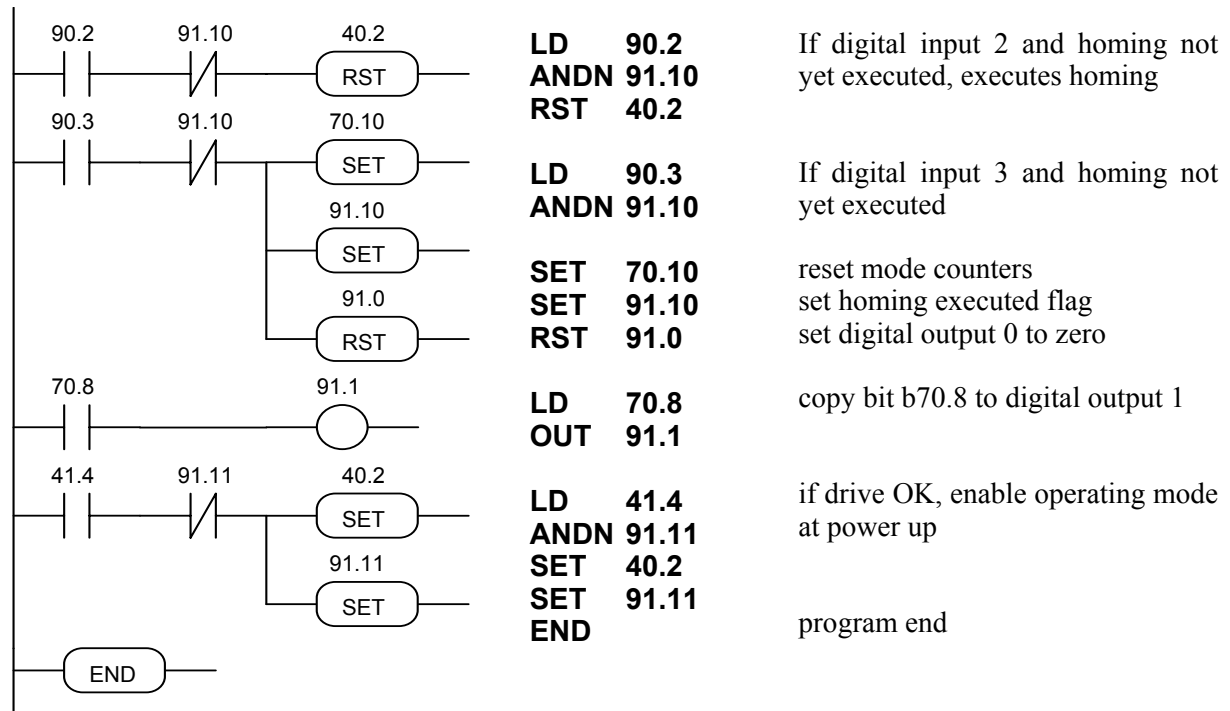 90.2 91.10 40.2
RST
90.3 91.10 70.10
SET
91.10
SET
91.0
RST
70.8 91.1
41.4 91.11 40.2
SET
91.11
SET
END
LD 90.2
ANDN 91.10
RST 40.2
LD 90.3
ANDN 91.10
SET 70.10
SET 91.10
RST 91.0
LD 70.8
OUT 91.1
LD 41.4
ANDN 91.11
SET 40.2
SET 91.11
END
If digital input 2 and homing not
yet executed, executes homing
If digital input 3 and homing not
yet executed
reset mode counters
set homing executed flag
set digital output 0 to zero
copy bit b70.8 to digital output 1
if drive OK, enable operating mode
at power up
program end